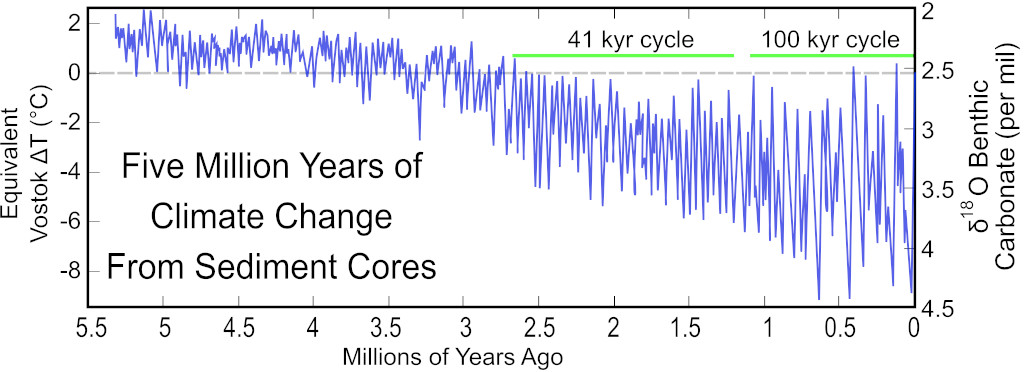 41 kyr cycle
100 kyr cycle
Equivalent
Vostok ΔT (°C)
2
0
-2
-4
-6
-8
Five Million Years of
Climate Change
From Sediment Cores
2
2.5
3
3.5
4
4.5
δ18 O Benthic
Carbonate (per mil)
5.5
5
4.5
4
3.5
3
2.5
2
1.5
1
0.5
0
Millions of Years Ago